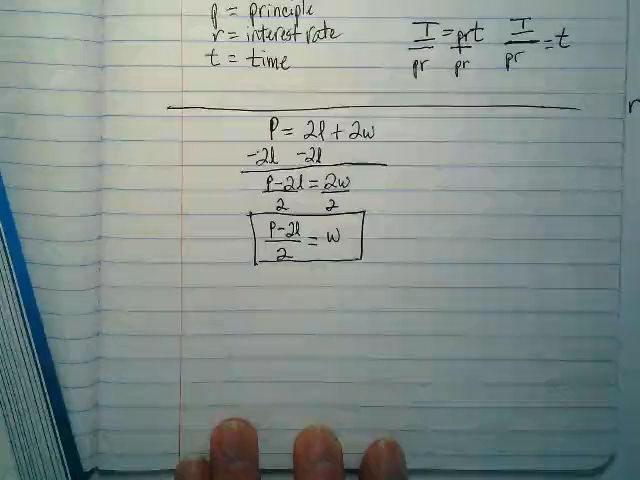 p = principle
r = interest rate
t = time
I/pr = prt/pr I/pr = t
P = 2l + 2w
-2l -2l
P-2l/2 = 2w/2
P-2l/2 = w